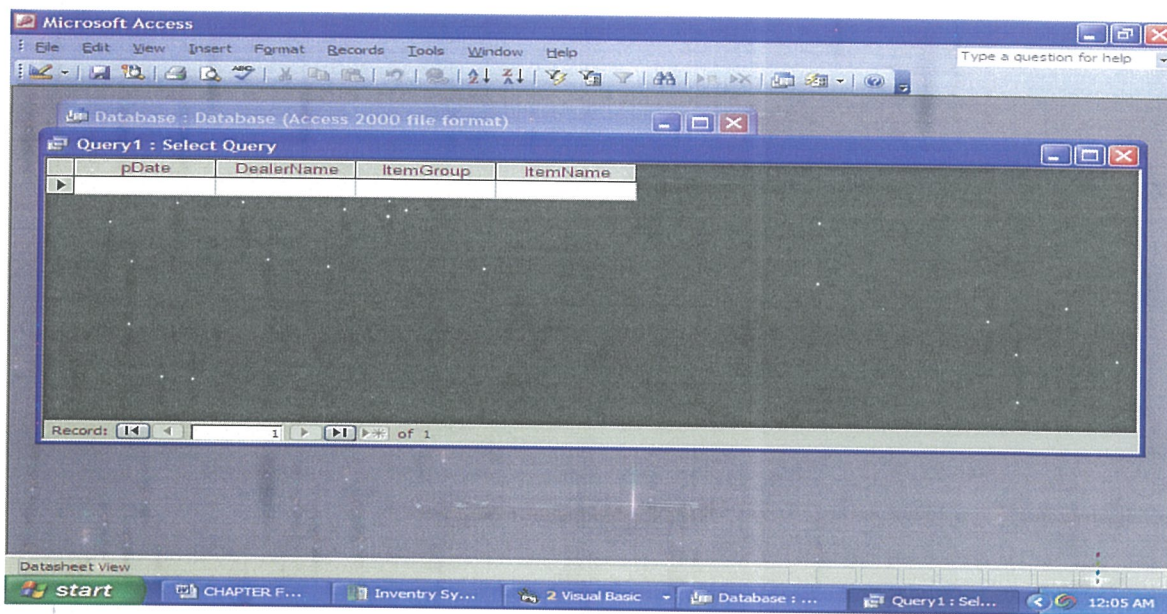 Microsoft Access
File Edit View Insert Format Records Tools Window Help
Type a question for help
Database : Database (Access 2000 file format)
Query1 : Select Query
pDate DealerName ItemGroup ItemName
Record: 1 of 1
Datasheet View
start CHAPTER F... Inventry Sy... 2 Visual Basic Database : ... Query1 : Sel... 12:05 AM